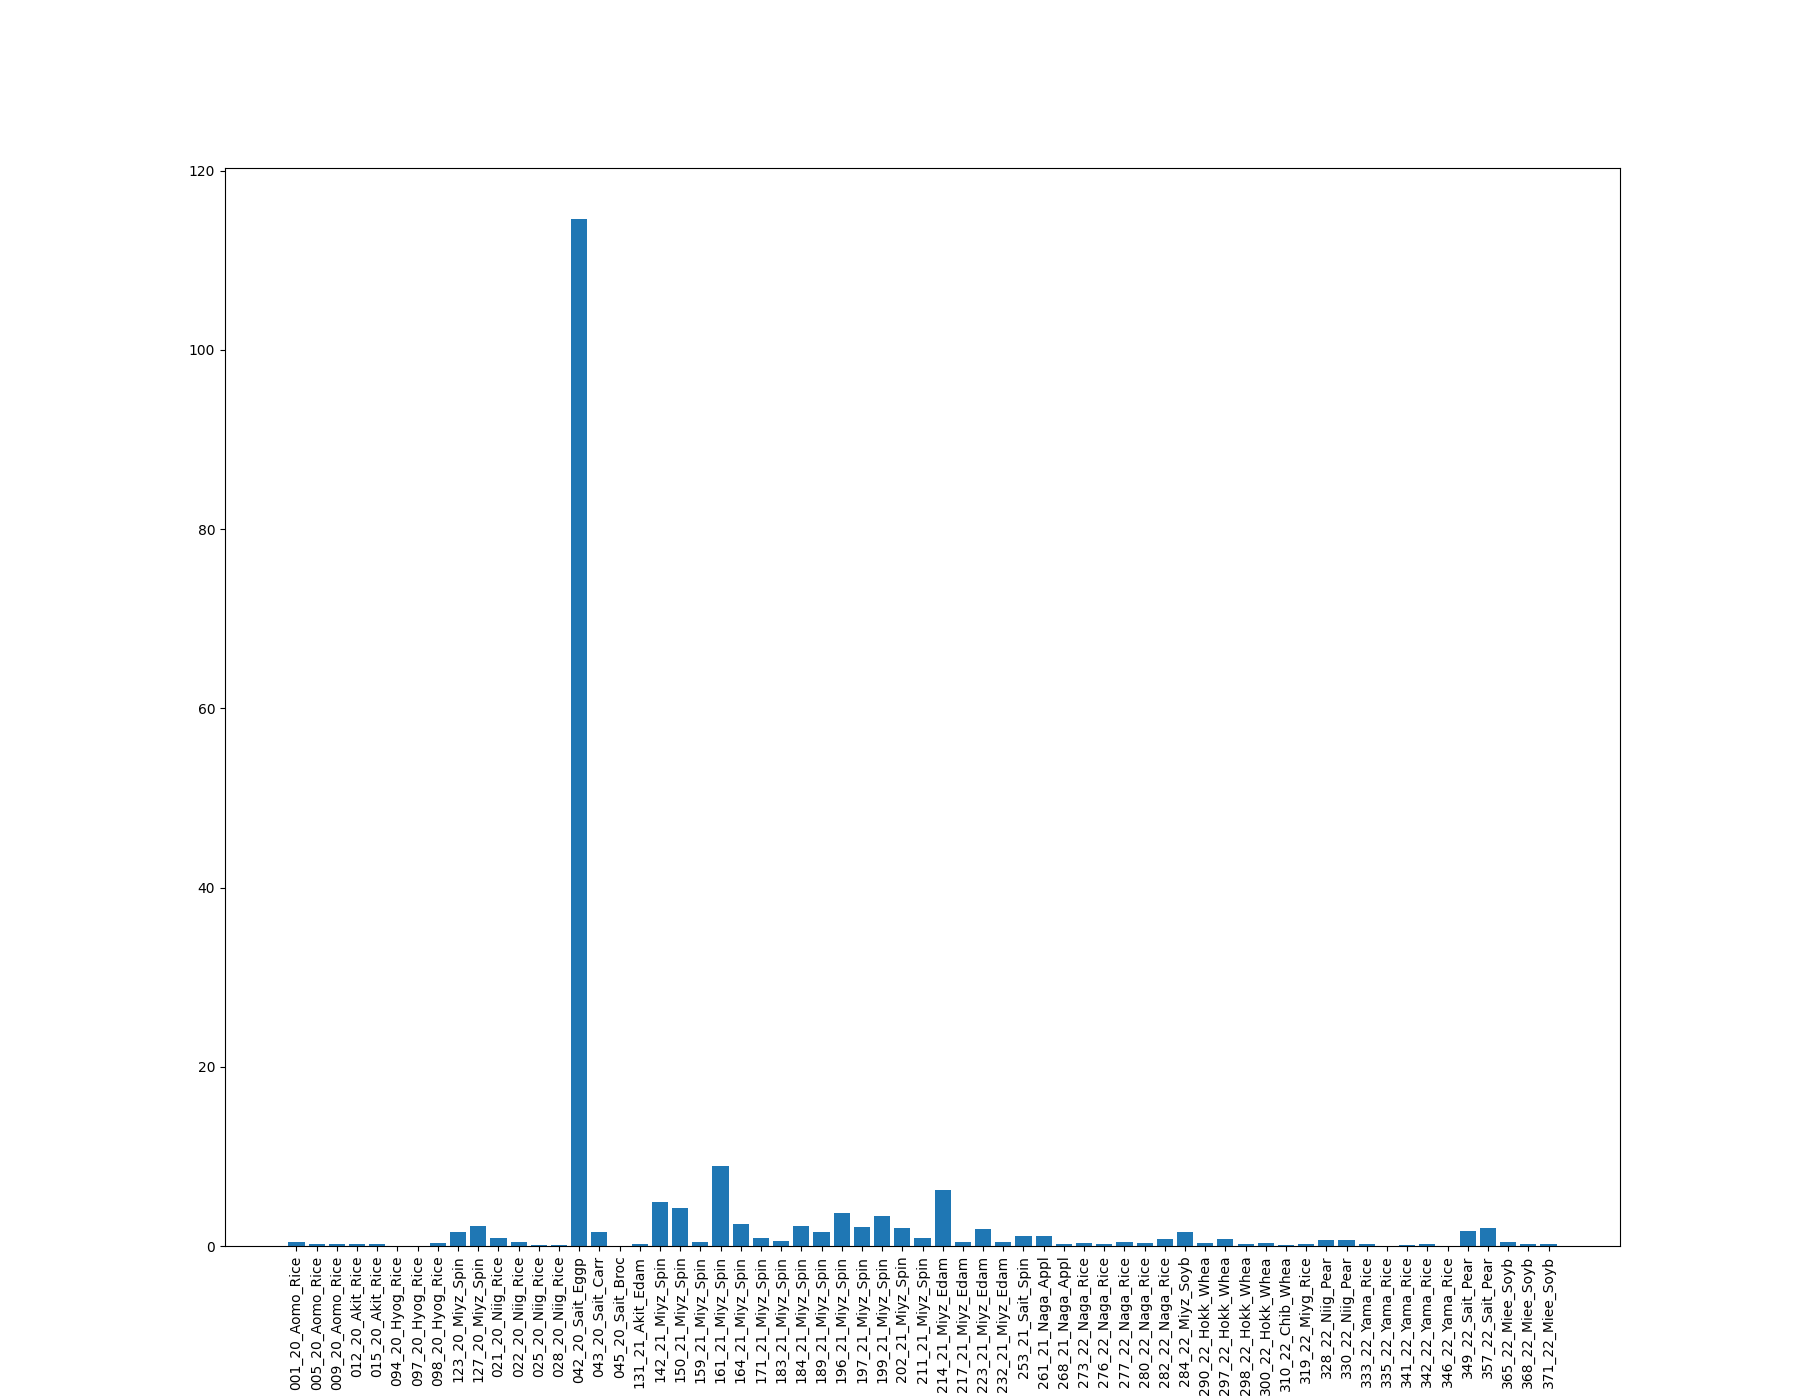 120
100
80
60
40
20
0
001_20_Aomo_Rice
005_20_Aomo_Rice
009_20_Aomo_Rice
012_20_Akit_Rice
015_20_Akit_Rice
094_20_Hyog_Rice
097_20_Hyog_Rice
098_20_Hyog_Rice
123_20_Miyz_Spin
127_20_Miyz_Spin
021_20_Niig_Rice
022_20_Niig_Rice
025_20_Niig_Rice
028_20_Niig_Rice
042_20_Sait_Eggp
043_20_Sait_Carr
045_20_Sait_Broc
131_21_Akit_Edam
142_21_Miyz_Spin
150_21_Miyz_Spin
159_21_Miyz_Spin
161_21_Miyz_Spin
164_21_Miyz_Spin
171_21_Miyz_Spin
183_21_Miyz_Spin
184_21_Miyz_Spin
189_21_Miyz_Spin
196_21_Miyz_Spin
197_21_Miyz_Spin
199_21_Miyz_Spin
202_21_Miyz_Spin
211_21_Miyz_Spin
214_21_Miyz_Edam
217_21_Miyz_Edam
223_21_Miyz_Edam
232_21_Miyz_Edam
253_21_Sait_Spin
261_21_Naga_Appl
268_21_Naga_Appl
273_22_Naga_Rice
276_22_Naga_Rice
277_22_Naga_Rice
280_22_Naga_Rice
282_22_Naga_Rice
284_22_Miyz_Soyb
290_22_Hokk_Whea
297_22_Hokk_Whea
298_22_Hokk_Whea
300_22_Hokk_Whea
310_22_Chib_Whea
319_22_Miyg_Rice
328_22_Niig_Pear
330_22_Niig_Pear
333_22_Yama_Rice
335_22_Yama_Rice
341_22_Yama_Rice
342_22_Yama_Rice
346_22_Yama_Rice
349_22_Sait_Pear
357_22_Sait_Pear
365_22_Miee_Soyb
368_22_Miee_Soyb
371_22_Miee_Soyb